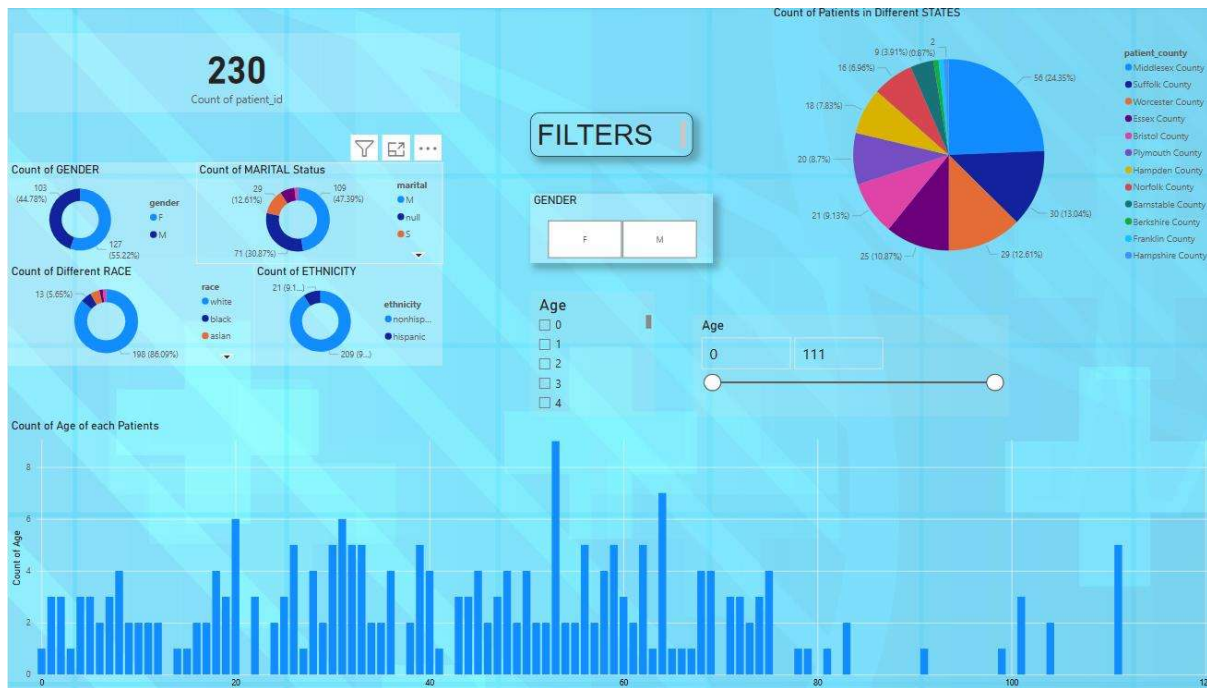 Count of Patients in Different STATES
230
Count of patient_id
2
9 (3.91%) (0.87%)
16 (6.96%)
18 (7.83%)
20 (8.7%)
21 (9.13%)
25 (10.87%)
29 (12.61%)
30 (13.04%)
56 (24.35%)
patient_county
Middlesex County
Suffolk County
Worcester County
Essex County
Bristol County
Plymouth County
Hampden County
Norfolk County
Barnstable County
Berkshire County
Franklin County
Hampshire County
FILTERS
Count of GENDER
103
(44.78%)
127
(55.22%)
gender
F
M
Count of MARITAL Status
29
(12.61%)
109
(47.39%)
71 (30.87%)
marital
M
null
S
GENDER
F
M
Count of Different RACE
13 (5.65%)
198 (86.09%)
race
white
black
asian
Count of ETHNICITY
21 (9.1...)
209 (9...)
ethnicity
nonhisp...
hispanic
Age
0
1
2
3
4
Age
0
111
Count of Age of each Patients
Count of Age
8
6
4
2
0
0
20
40
60
80
100